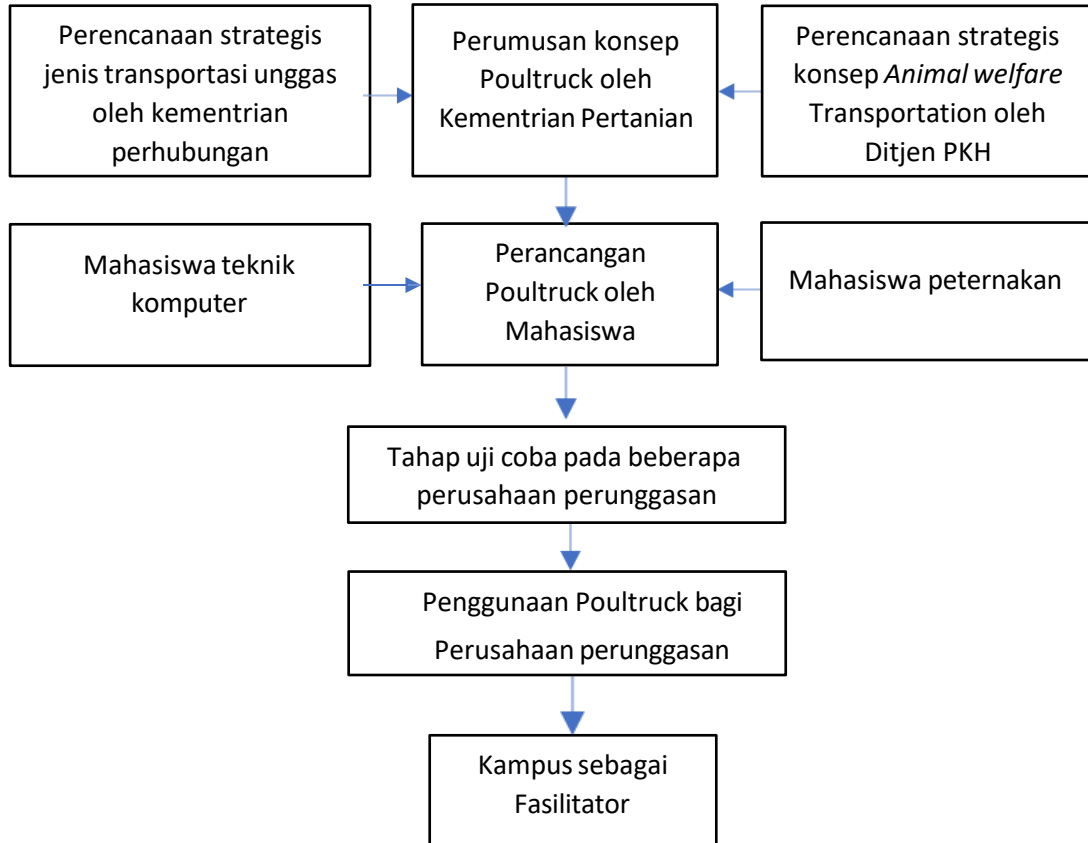 Perencanaan strategis
jenis transportasi unggas
oleh kementrian
perhubungan
Perumusan konsep
Poultruck oleh
Kementrian Pertanian
Perencanaan strategis
konsep Animal welfare
Transportation oleh
Ditjen PKH
Mahasiswa teknik
komputer
Perancangan
Poultruck oleh
Mahasiswa
Mahasiswa peternakan
Tahap uji coba pada beberapa
perusahaan perunggasan
Penggunaan Poultruck bagi
Perusahaan perunggasan
Kampus sebagai
Fasilitator